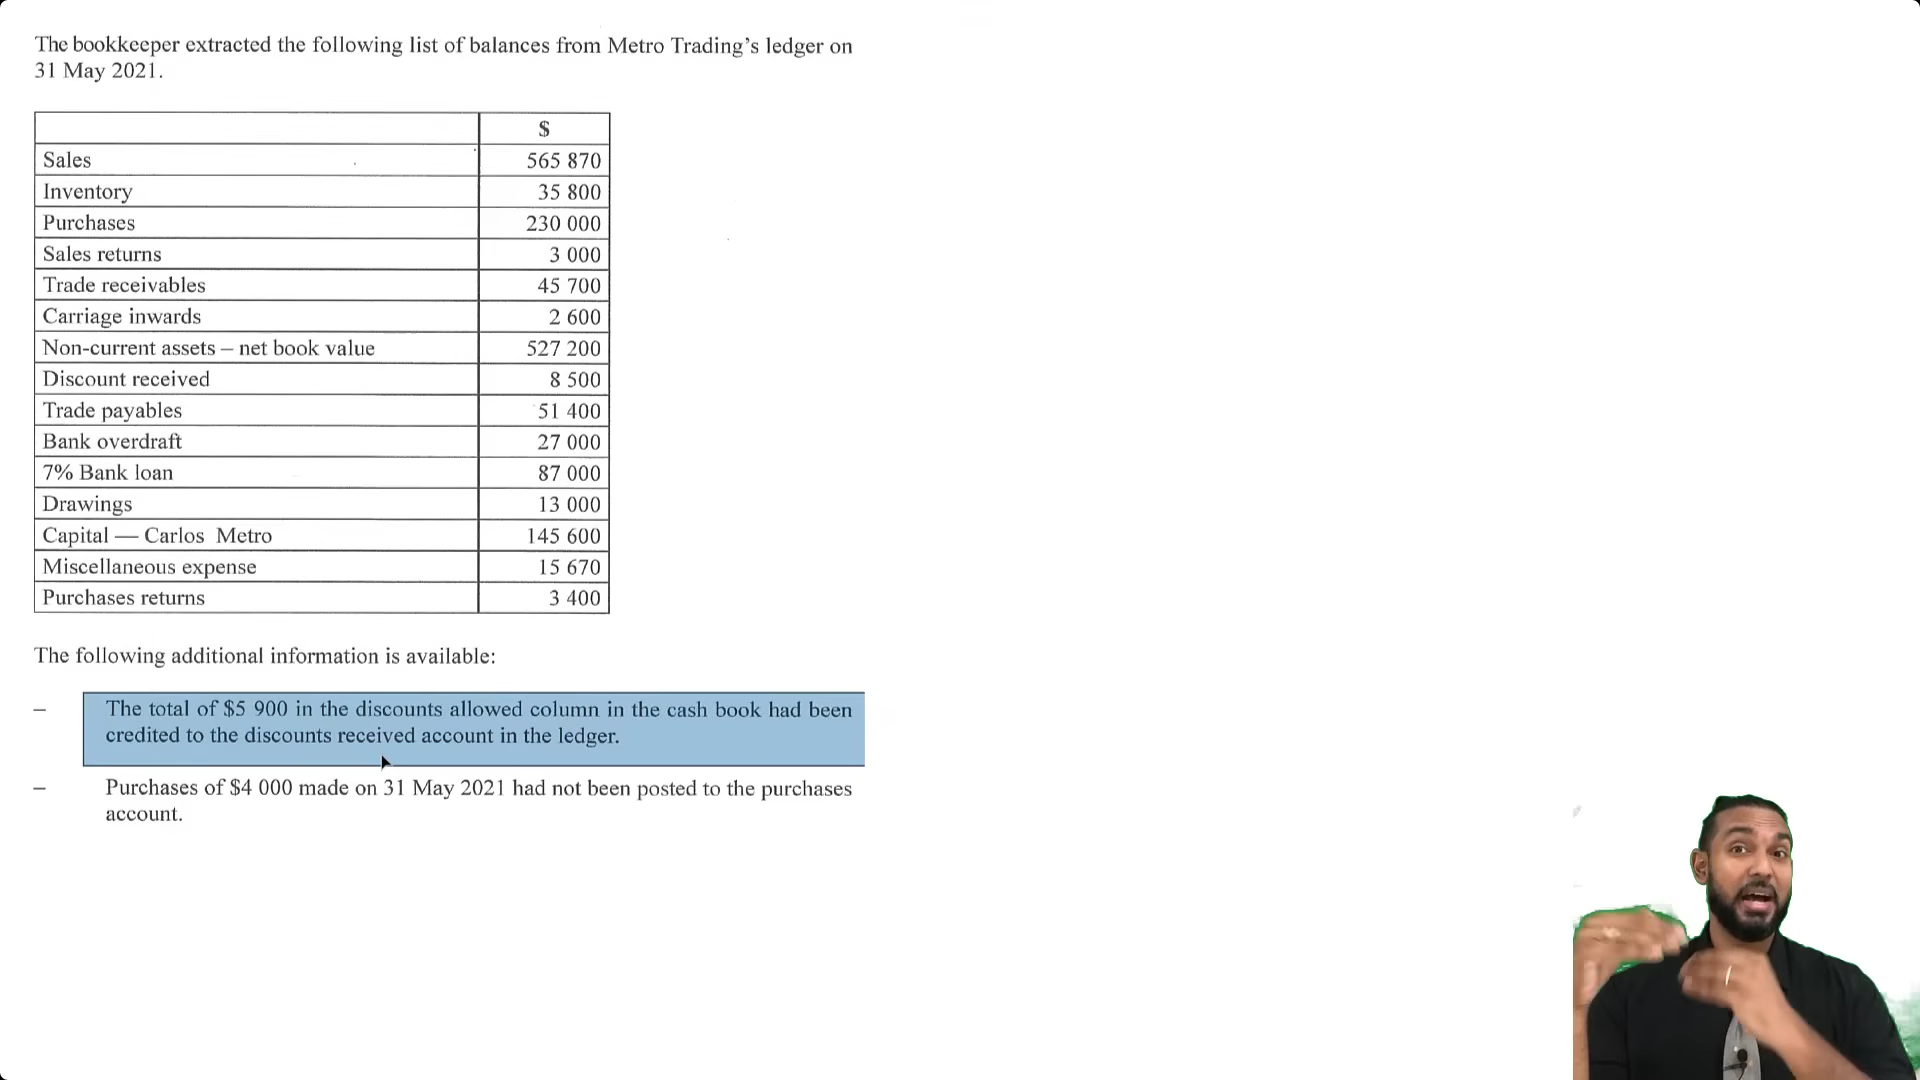 The bookkeeper extracted the following list of balances from Metro Trading’s ledger on
31 May 2021.
$
Sales 565 870
Inventory 35 800
Purchases 230 000
Sales returns 3 000
Trade receivables 45 700
Carriage inwards 2 600
Non-current assets – net book value 527 200
Discount received 8 500
Trade payables 51 400
Bank overdraft 27 000
7% Bank loan 87 000
Drawings 13 000
Capital — Carlos Metro 145 600
Miscellaneous expense 15 670
Purchases returns 3 400
The following additional information is available:
– The total of $5 900 in the discounts allowed column in the cash book had been
credited to the discounts received account in the ledger.
– Purchases of $4 000 made on 31 May 2021 had not been posted to the purchases
account.